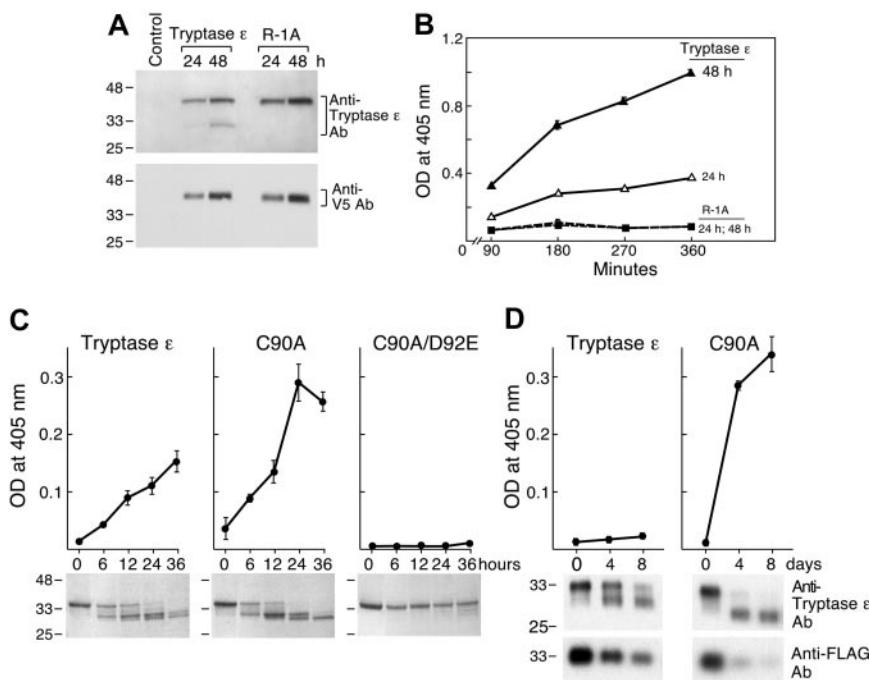 A
Control
Tryptase ε R-1A
24 48 24 48 h
48
33
25
Anti-
Tryptase ε
Ab
48
33
25
Anti-
V5 Ab
B
OD at 405 nm
1.2
0.8
0.4
0
Tryptase ε
48 h
24 h
R-1A
24 h; 48 h
90 180 270 360
Minutes
C
Tryptase ε C90A C90A/D92E
OD at 405 nm
0.3
0.2
0.1
0 6 12 24 36 0 6 12 24 36 0 6 12 24 36 hours
48
33
25
D
Tryptase ε C90A
OD at 405 nm
0.3
0.2
0.1
0 4 8 0 4 8 days
33
25
Anti-
Tryptase ε
Ab
33
Anti-FLAG
Ab